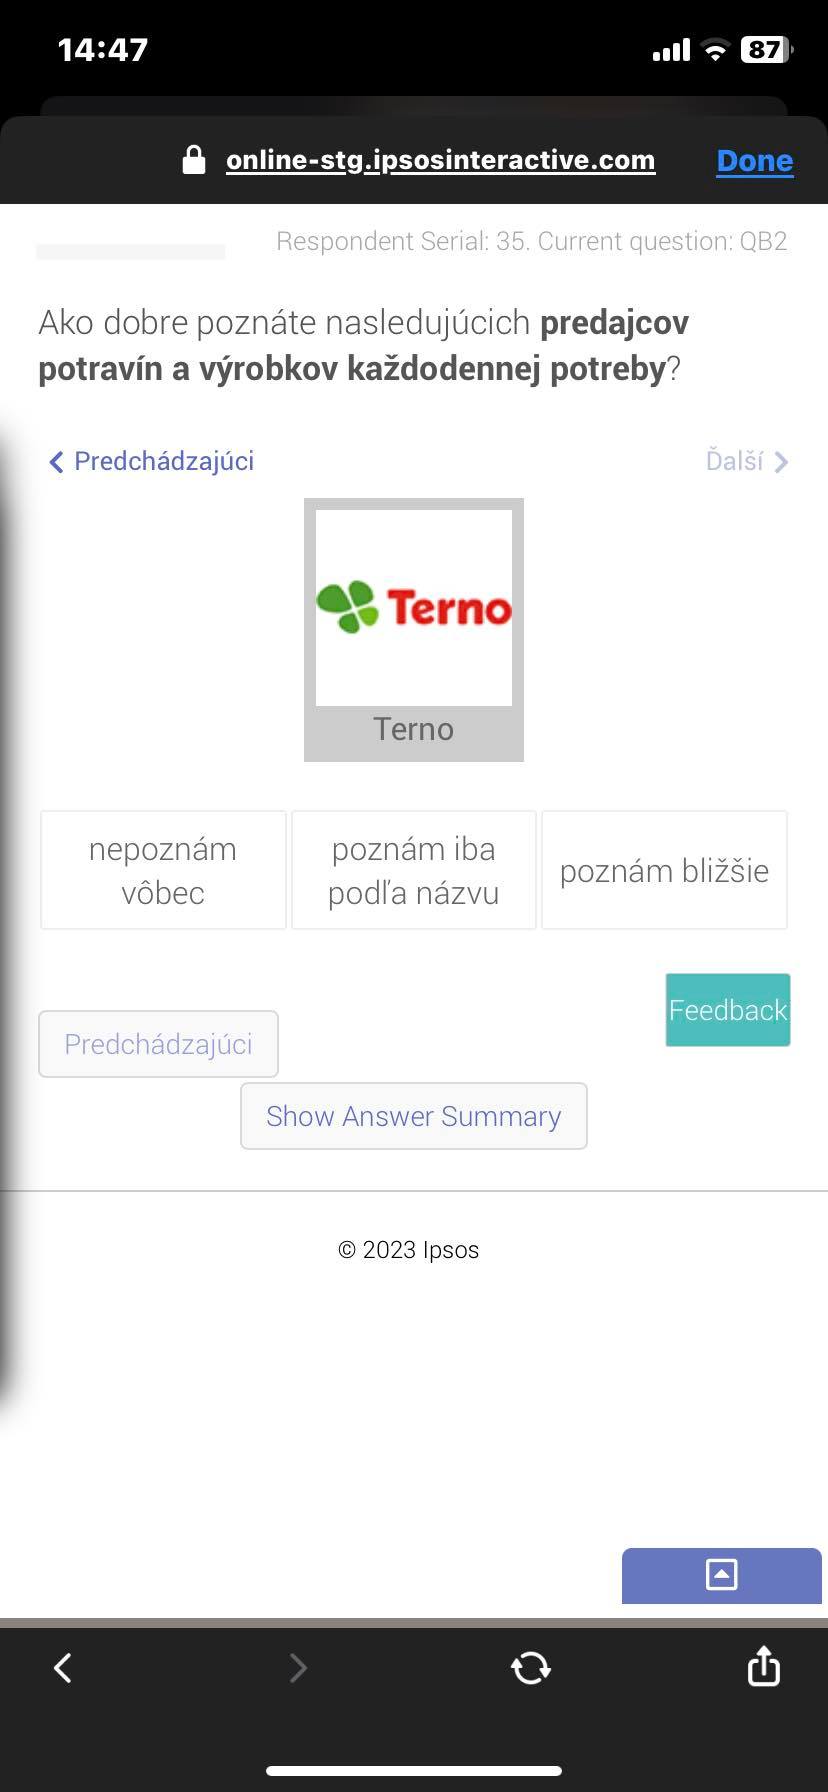 14:47
87
online-stg.ipsosinteractive.com
Done
Respondent Serial: 35. Current question: QB2
Ako dobre poznáte nasledujúcich predajcov
potravín a výrobkov každodennej potreby?
Predchádzajúci
Ďalší
Terno
Terno
nepoznám
vôbec
poznám iba
podľa názvu
poznám bližšie
Feedback
Predchádzajúci
Show Answer Summary
© 2023 Ipsos